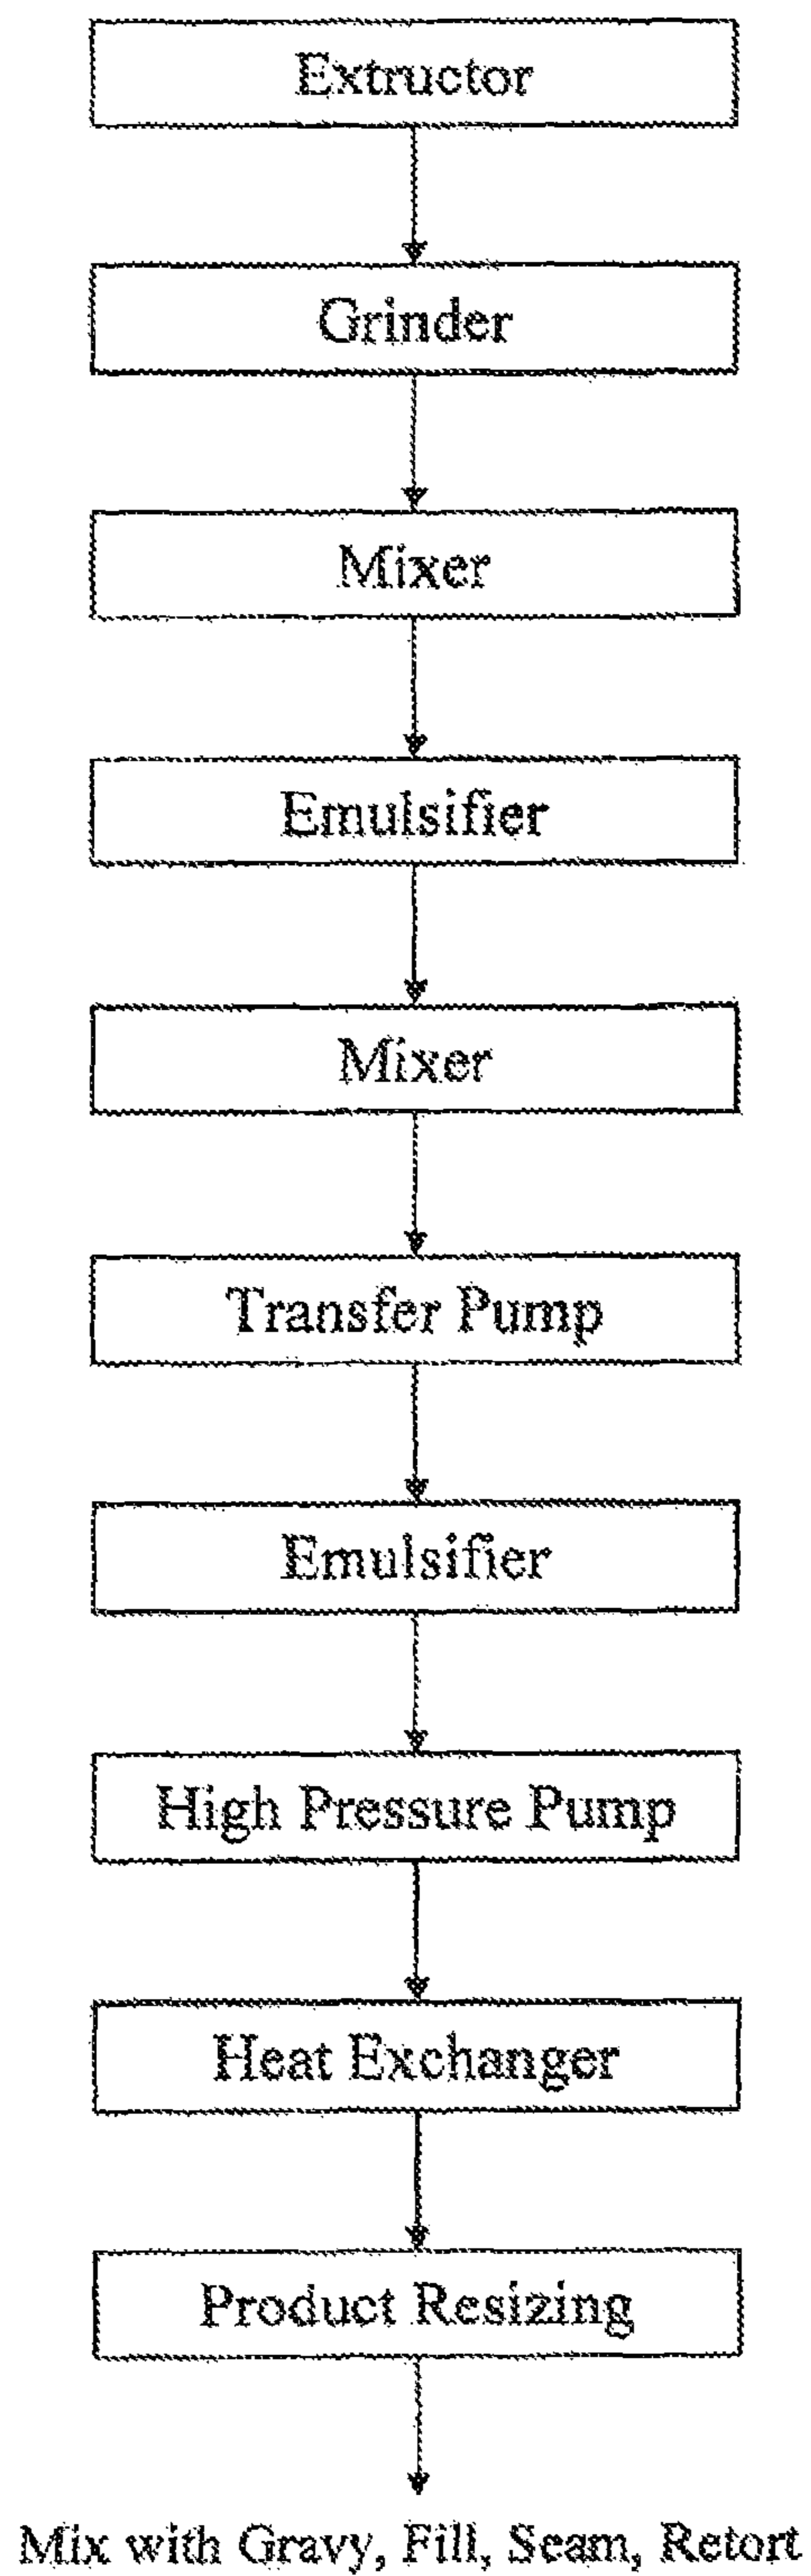 Extructor
Grinder
Mixer
Emulsifier
Mixer
Transfer Pump
Emulsifier
High Pressure Pump
Heat Exchanger
Product Resizing
Mix with Gravy, Fill, Seam, Retort